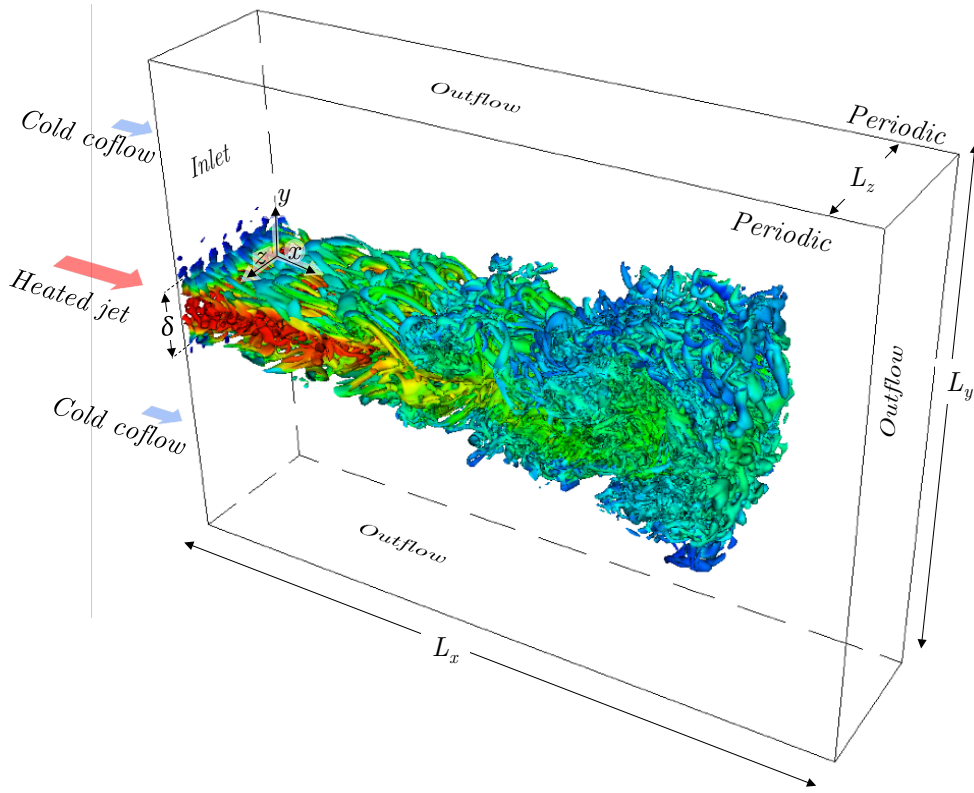 Outflow
Periodic
Cold coflow
Inlet
L_z
y
Periodic
x
z
Heated jet
δ
Outflow
L_y
Cold coflow
Outflow
L_x